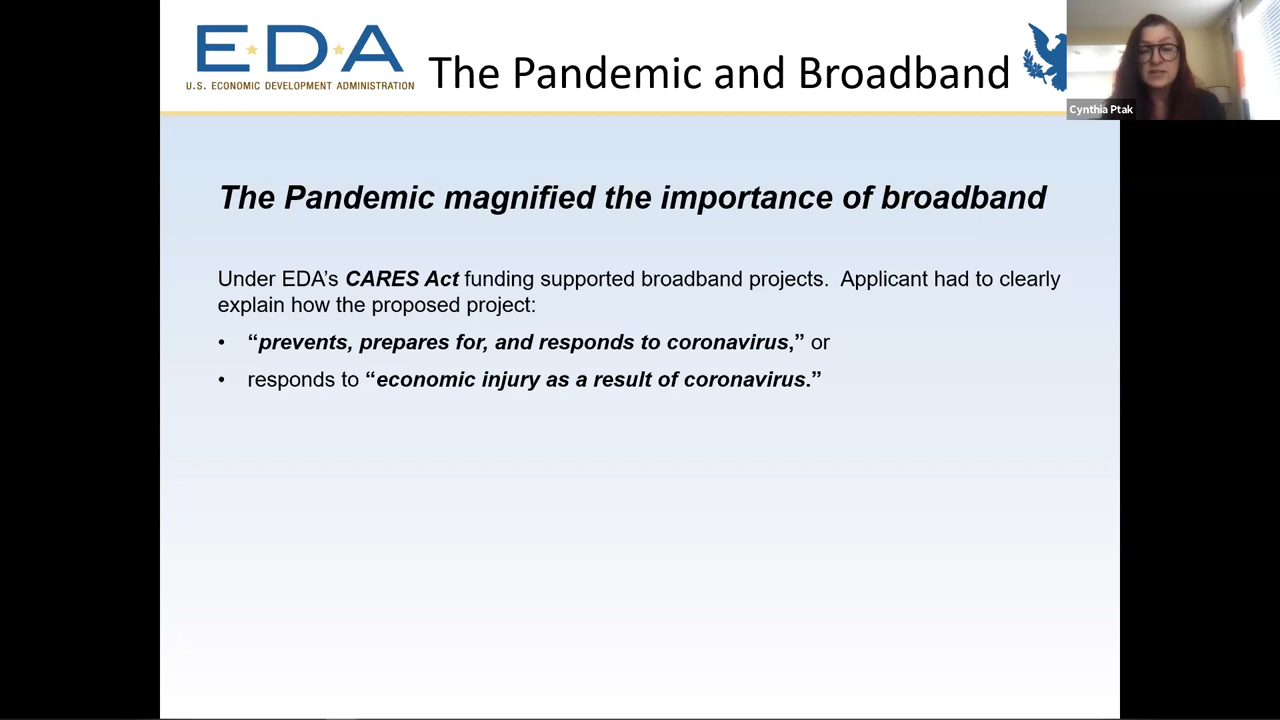 E★D★A
U.S. ECONOMIC DEVELOPMENT ADMINISTRATION
The Pandemic and Broadband
Cynthia Ptak
The Pandemic magnified the importance of broadband
Under EDA’s CARES Act funding supported broadband projects.  Applicant had to clearly
explain how the proposed project:
• “prevents, prepares for, and responds to coronavirus,” or
• responds to “economic injury as a result of coronavirus.”